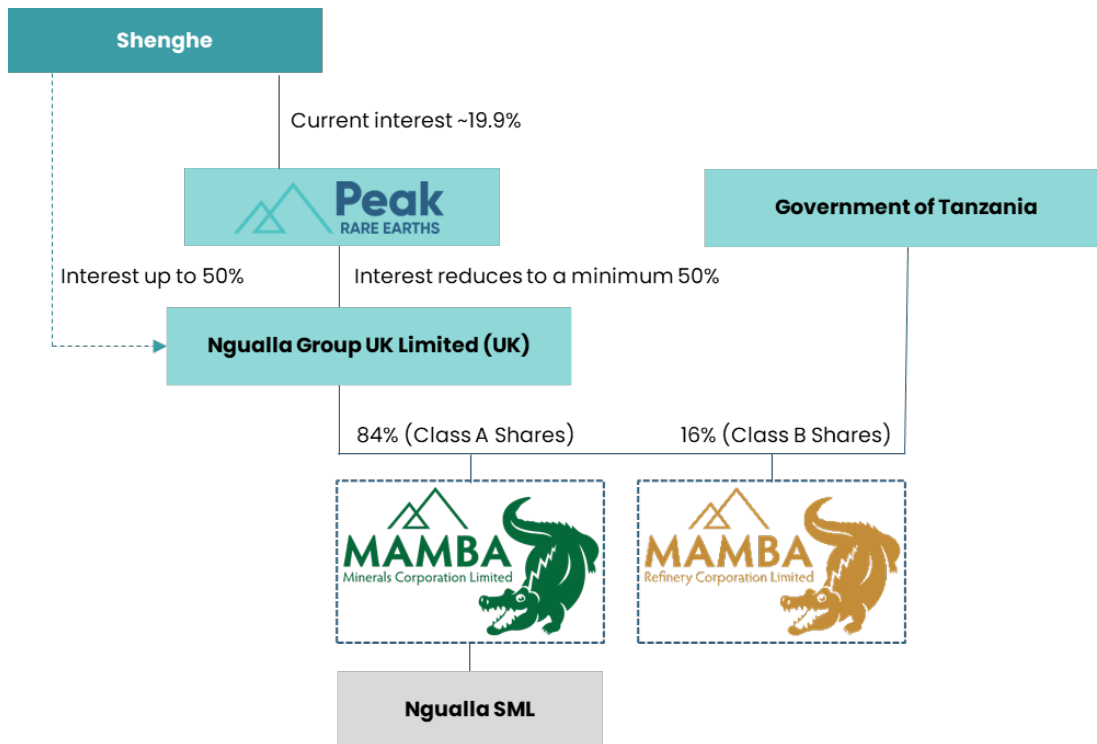 Shenghe
Current interest ~19.9%
Peak
RARE EARTHS
Government of Tanzania
Interest up to 50%
Interest reduces to a minimum 50%
Ngualla Group UK Limited (UK)
84% (Class A Shares)
16% (Class B Shares)
MAMBA
Minerals Corporation Limited
MAMBA
Refinery Corporation Limited
Ngualla SML